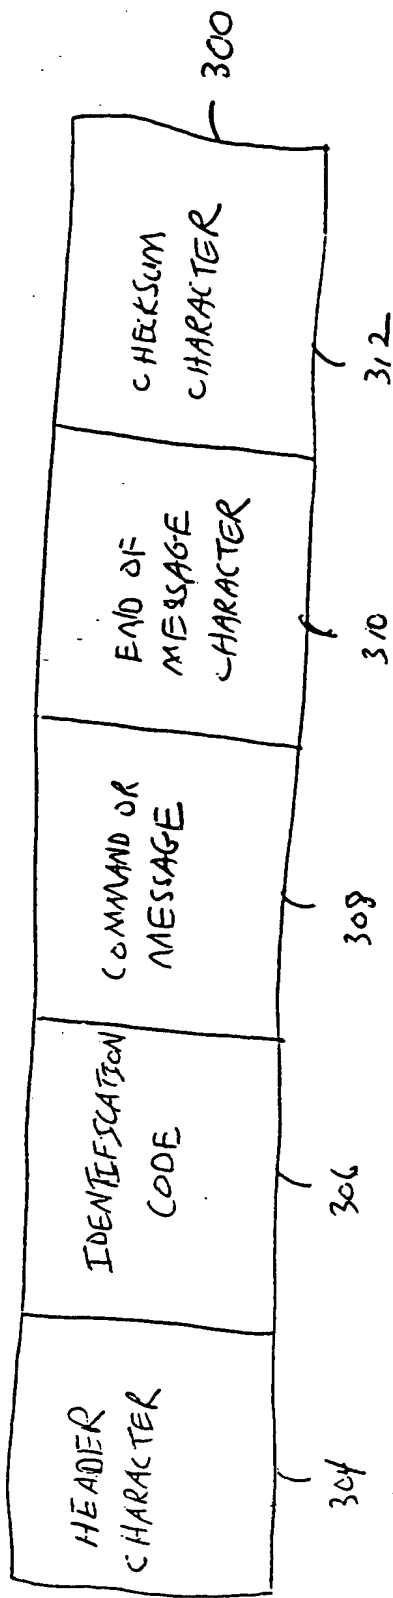 HEADER
CHARACTER
IDENTIFICATION
CODE
COMMAND OR
MESSAGE
END OF
MESSAGE
CHARACTER
CHECKSUM
CHARACTER
300
304
306
308
310
312